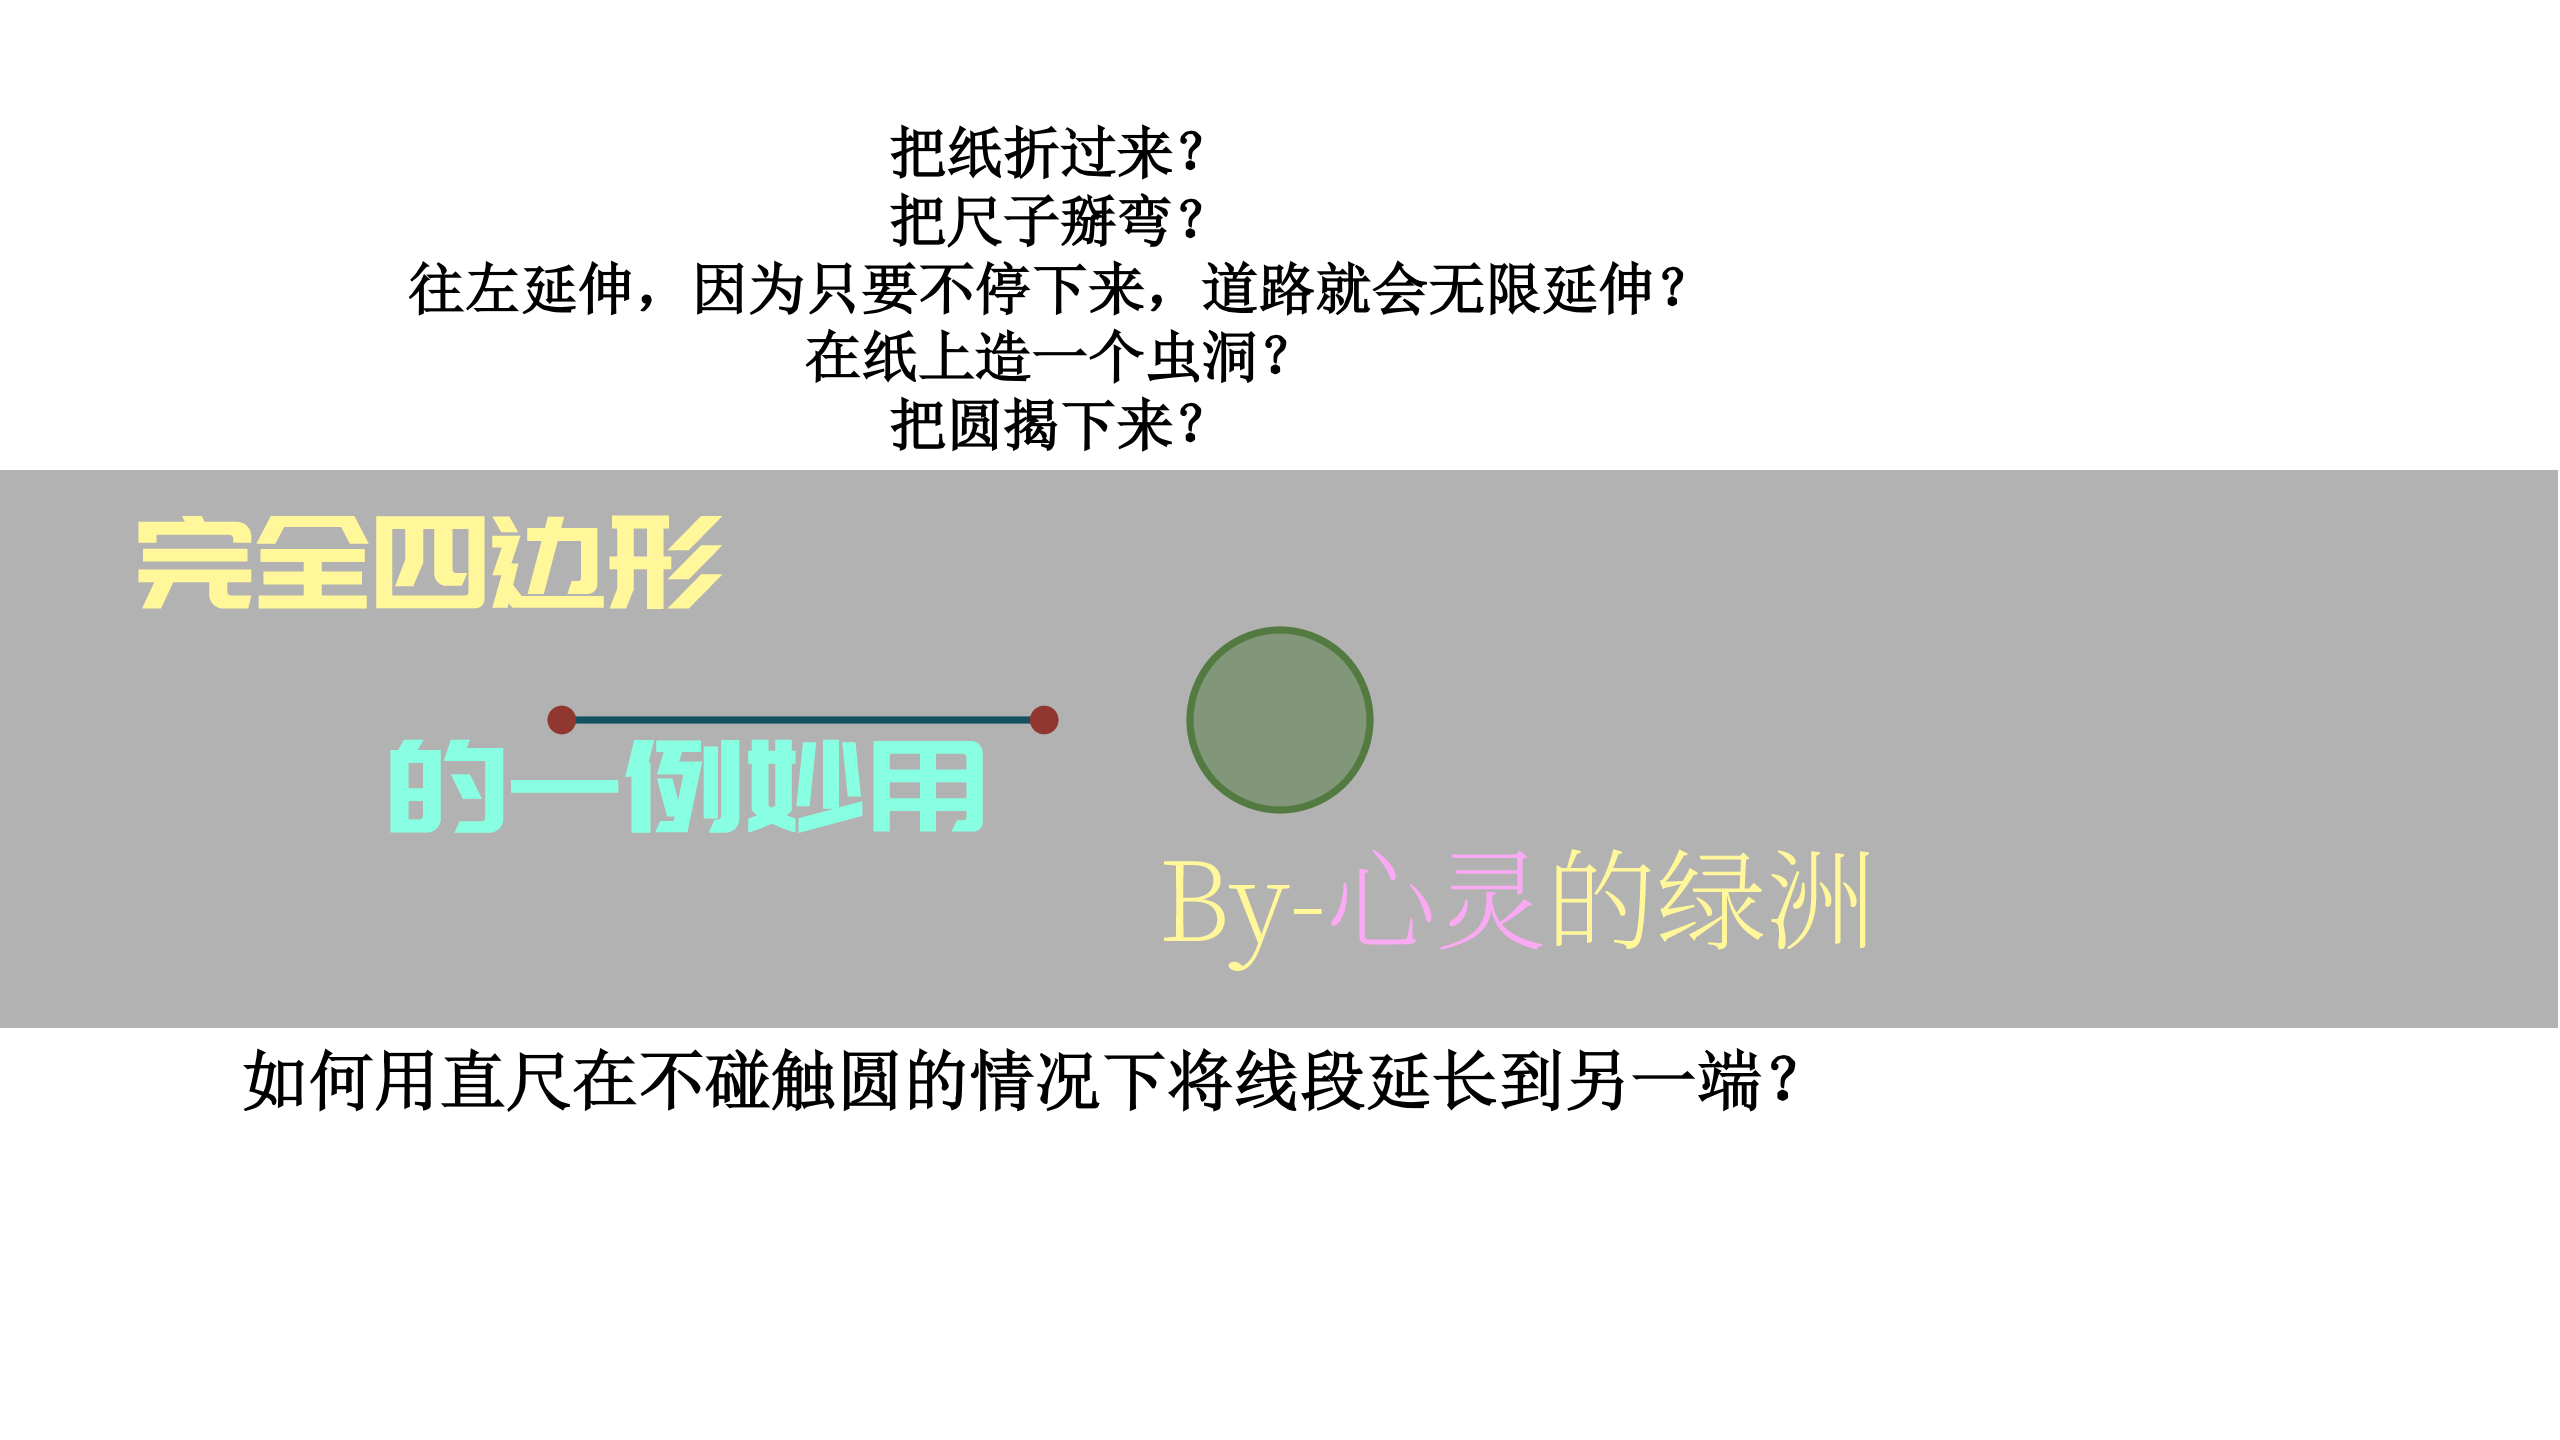 把纸折过来？
把尺子掰弯？
往左延伸，因为只要不停下来，道路就会无限延伸？
在纸上造一个虫洞？
把圆揭下来？
完全四边形
的一例妙用
By-心灵的绿洲
如何用直尺在不碰触圆的情况下将线段延长到另一端？